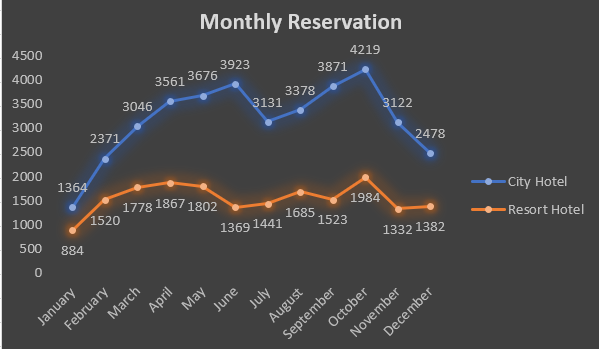 Monthly Reservation
4500
4000
3500
3000
2500
2000
1500
1000
500
0
1364
2371
3046
3561
3676
3923
3131
3378
3871
4219
3122
2478
884
1520
1778
1867
1802
1369
1441
1685
1523
1984
1332
1382
City Hotel
Resort Hotel
January
February
March
April
May
June
July
August
September
October
November
December